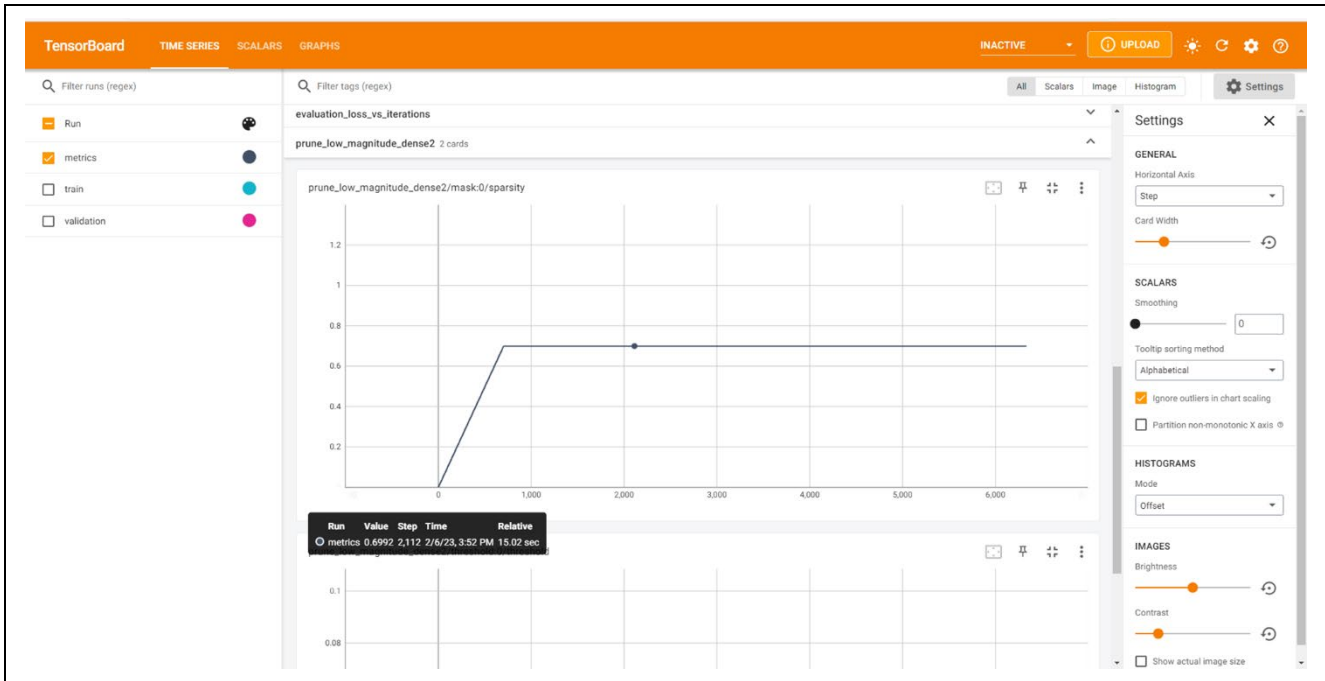 TensorBoard TIME SERIES SCALARS GRAPHS INACTIVE UPLOAD
Filter runs (regex)
Run
metrics
train
validation
Filter tags (regex) All Scalars Image Histogram Settings
evaluation_loss_vs_iterations
prune_low_magnitude_dense2 2 cards
prune_low_magnitude_dense2/mask:0/sparsity
1.2
1
0.8
0.6
0.4
0.2
0 1,000 2,000 3,000 4,000 5,000 6,000
Run Value Step Time Relative
metrics 0.6992 2,112 2/6/23, 3:52 PM 15.02 sec
0.1
0.08
Settings
GENERAL
Horizontal Axis
Step
Card Width
SCALARS
Smoothing
0
Tooltip sorting method
Alphabetical
Ignore outliers in chart scaling
Partition non-monotonic X axis
HISTOGRAMS
Mode
Offset
IMAGES
Brightness
Contrast
Show actual image size